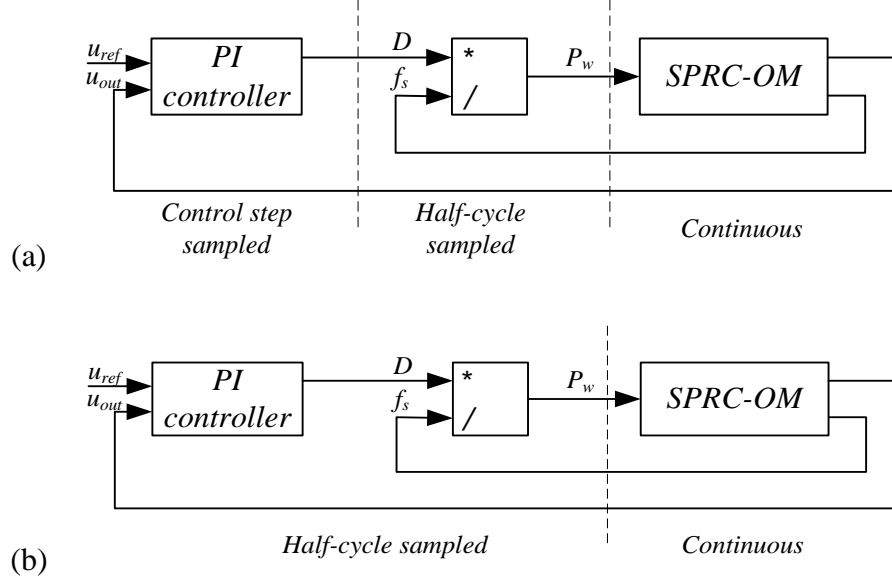 u_ref
u_out
PI
controller
D
f_s
*
/
P_w
SPRC-OM
Control step
sampled
Half-cycle
sampled
Continuous
(a)
u_ref
u_out
PI
controller
D
f_s
*
/
P_w
SPRC-OM
Half-cycle sampled
Continuous
(b)